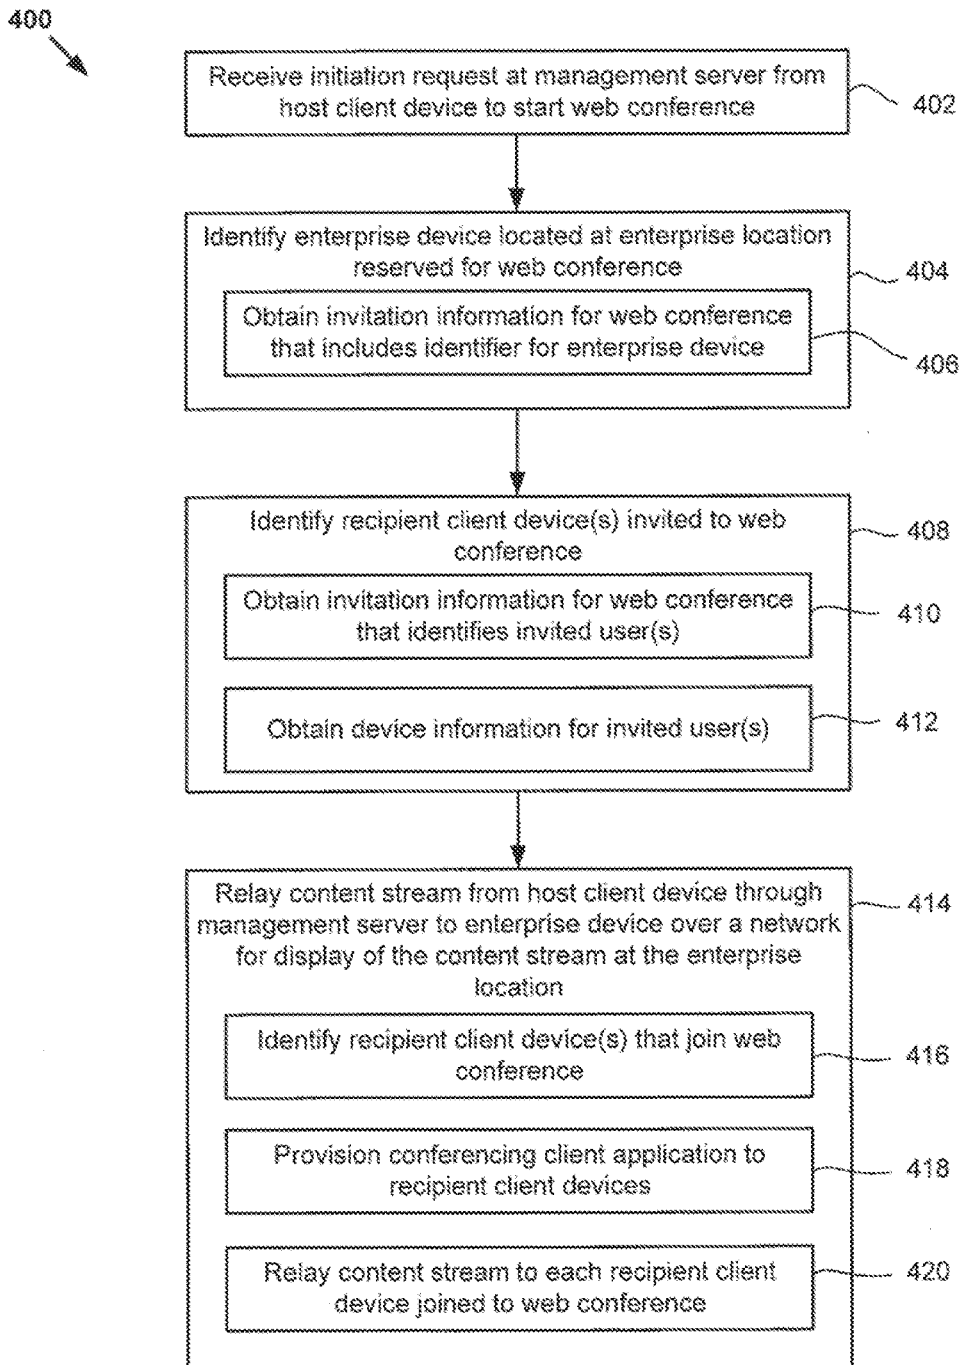 400
Receive initiation request at management server from
host client device to start web conference
402
Identify enterprise device located at enterprise location
reserved for web conference
404
Obtain invitation information for web conference
that includes identifier for enterprise device
406
Identify recipient client device(s) invited to web
conference
408
Obtain invitation information for web conference
that identifies invited user(s)
410
Obtain device information for invited user(s)
412
Relay content stream from host client device through
management server to enterprise device over a network
for display of the content stream at the enterprise
location
414
Identify recipient client device(s) that join web
conference
416
Provision conferencing client application to
recipient client devices
418
Relay content stream to each recipient client
device joined to web conference
420